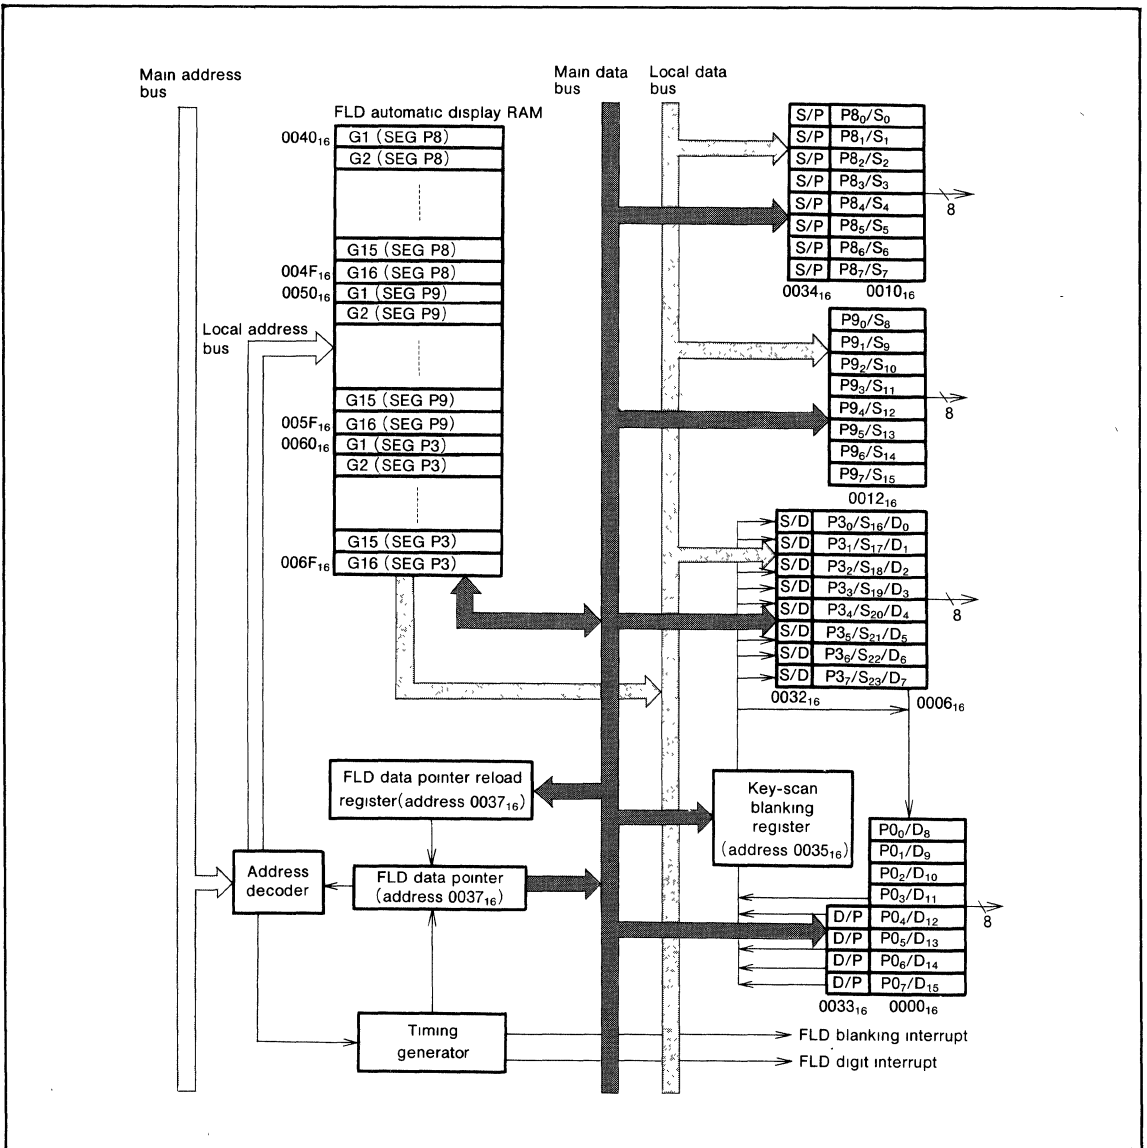 Main address
bus
FLD automatic display RAM
Main data
bus
Local data
bus
0040₁₆
G1 (SEG P8)
G2 (SEG P8)
G15 (SEG P8)
004F₁₆
G16 (SEG P8)
0050₁₆
G1 (SEG P9)
G2 (SEG P9)
Local address
bus
G15 (SEG P9)
005F₁₆
G16 (SEG P9)
0060₁₆
G1 (SEG P3)
G2 (SEG P3)
G15 (SEG P3)
006F₁₆
G16 (SEG P3)
S/P P8₀/S₀
S/P P8₁/S₁
S/P P8₂/S₂
S/P P8₃/S₃
S/P P8₄/S₄
S/P P8₅/S₅
S/P P8₆/S₆
S/P P8₇/S₇
8
0034₁₆ 0010₁₆
P9₀/S₈
P9₁/S₉
P9₂/S₁₀
P9₃/S₁₁
P9₄/S₁₂
P9₅/S₁₃
P9₆/S₁₄
P9₇/S₁₅
8
0012₁₆
S/D P3₀/S₁₆/D₀
S/D P3₁/S₁₇/D₁
S/D P3₂/S₁₈/D₂
S/D P3₃/S₁₉/D₃
S/D P3₄/S₂₀/D₄
S/D P3₅/S₂₁/D₅
S/D P3₆/S₂₂/D₆
S/D P3₇/S₂₃/D₇
8
0032₁₆ 0006₁₆
FLD data pointer reload
register(address 0037₁₆)
Key-scan
blanking
register
(address 0035₁₆)
Address
decoder
FLD data pointer
(address 0037₁₆)
P0₀/D₈
P0₁/D₉
P0₂/D₁₀
P0₃/D₁₁
D/P P0₄/D₁₂
D/P P0₅/D₁₃
D/P P0₆/D₁₄
D/P P0₇/D₁₅
8
0033₁₆ 0000₁₆
Timing
generator
FLD blanking interrupt
FLD digit interrupt